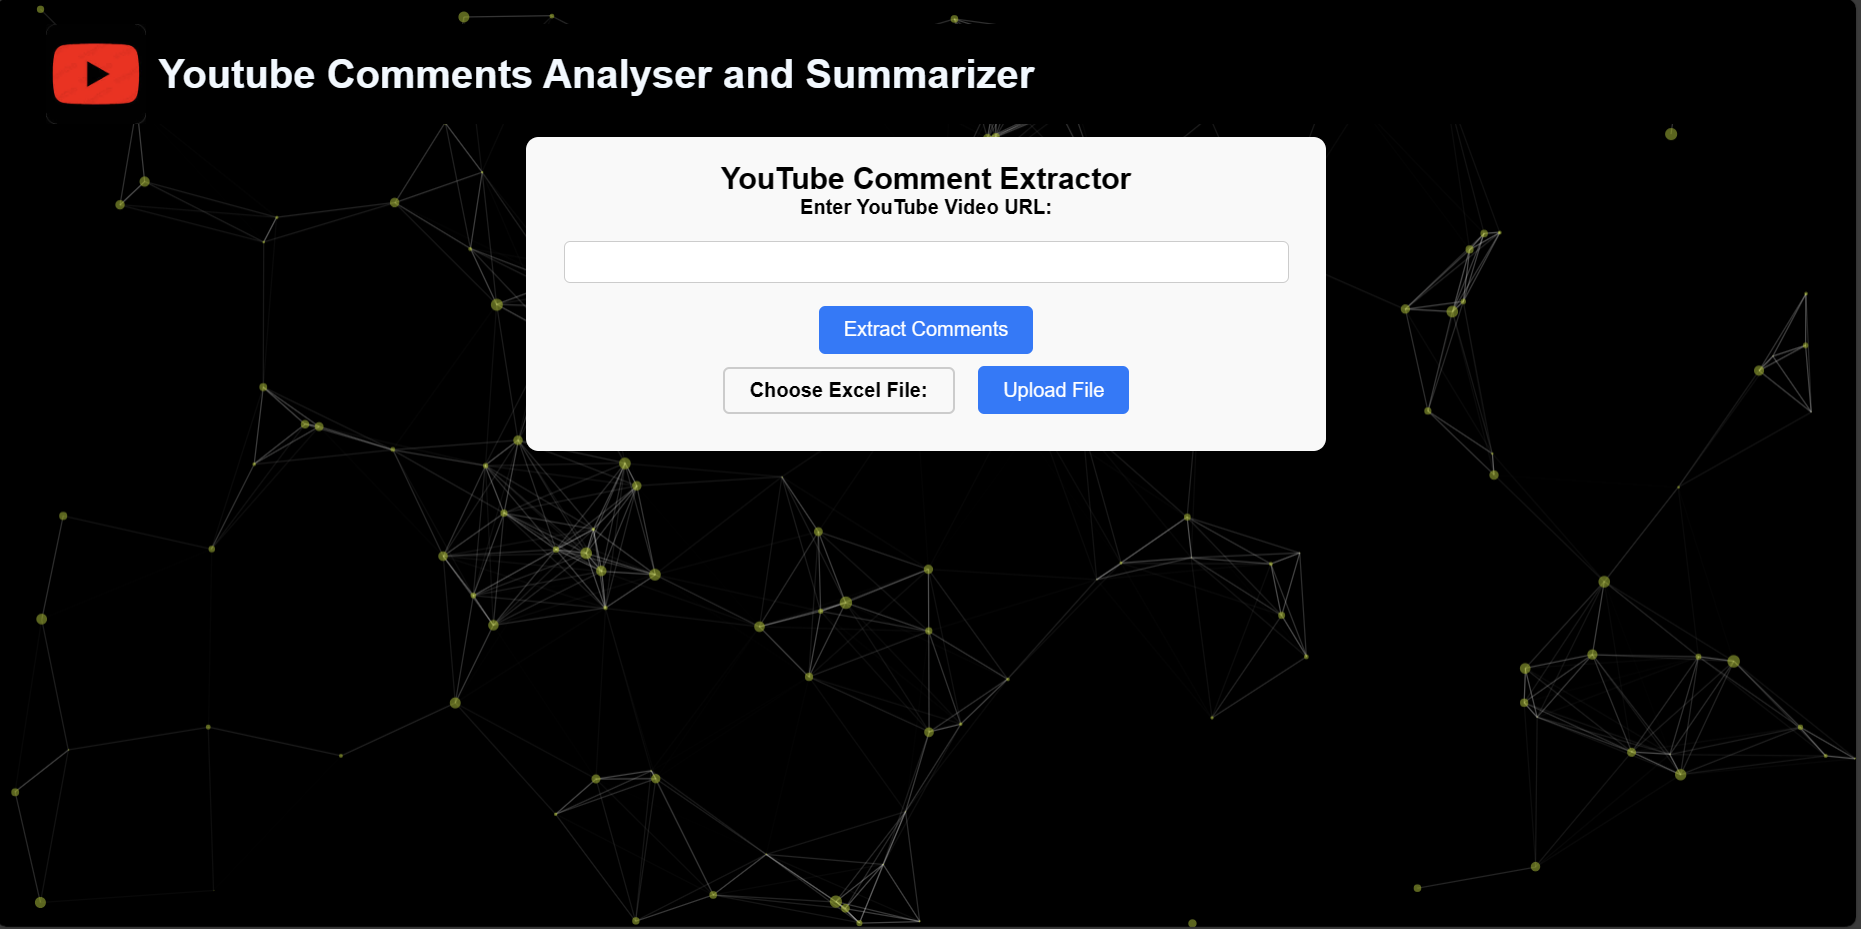 Youtube Comments Analyser and Summarizer
YouTube Comment Extractor
Enter YouTube Video URL:
Extract Comments
Choose Excel File:
Upload File